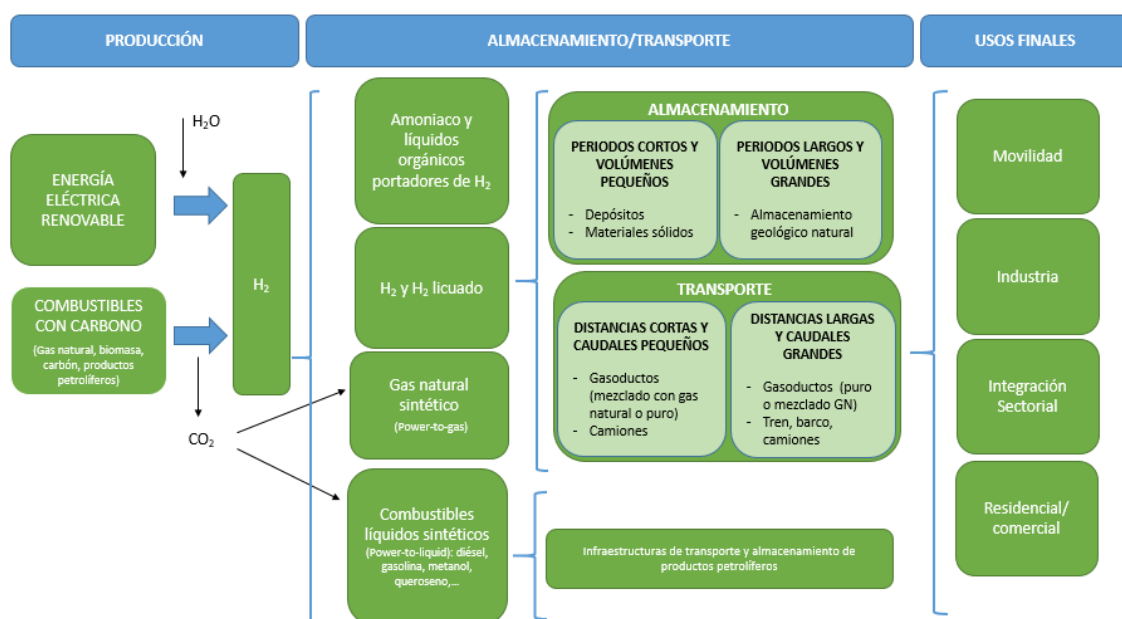 PRODUCCIÓN
ALMACENAMIENTO/TRANSPORTE
USOS FINALES
H₂O
ENERGÍA
ELÉCTRICA
RENOVABLE
COMBUSTIBLES
CON CARBONO
(Gas natural, biomasa,
carbón, productos
petrolíferos)
CO₂
H₂
Amoniaco y
líquidos
orgánicos
portadores de H₂
H₂ y H₂ licuado
Gas natural
sintético
(Power-to-gas)
Combustibles
líquidos sintéticos
(Power-to-liquid): diésel,
gasolina, metanol,
queroseno,...
ALMACENAMIENTO
PERIODOS CORTOS Y
VOLÚMENES
PEQUEÑOS
- Depósitos
- Materiales sólidos
PERIODOS LARGOS Y
VOLÚMENES
GRANDES
- Almacenamiento
geológico natural
TRANSPORTE
DISTANCIAS CORTAS Y
CAUDALES PEQUEÑOS
- Gasoductos
(mezclado con gas
natural o puro)
- Camiones
DISTANCIAS LARGAS
Y CAUDALES
GRANDES
- Gasoductos (puro
o mezclado GN)
- Tren, barco,
camiones
Infraestructuras de transporte y almacenamiento de
productos petrolíferos
Movilidad
Industria
Integración
Sectorial
Residencial/
comercial